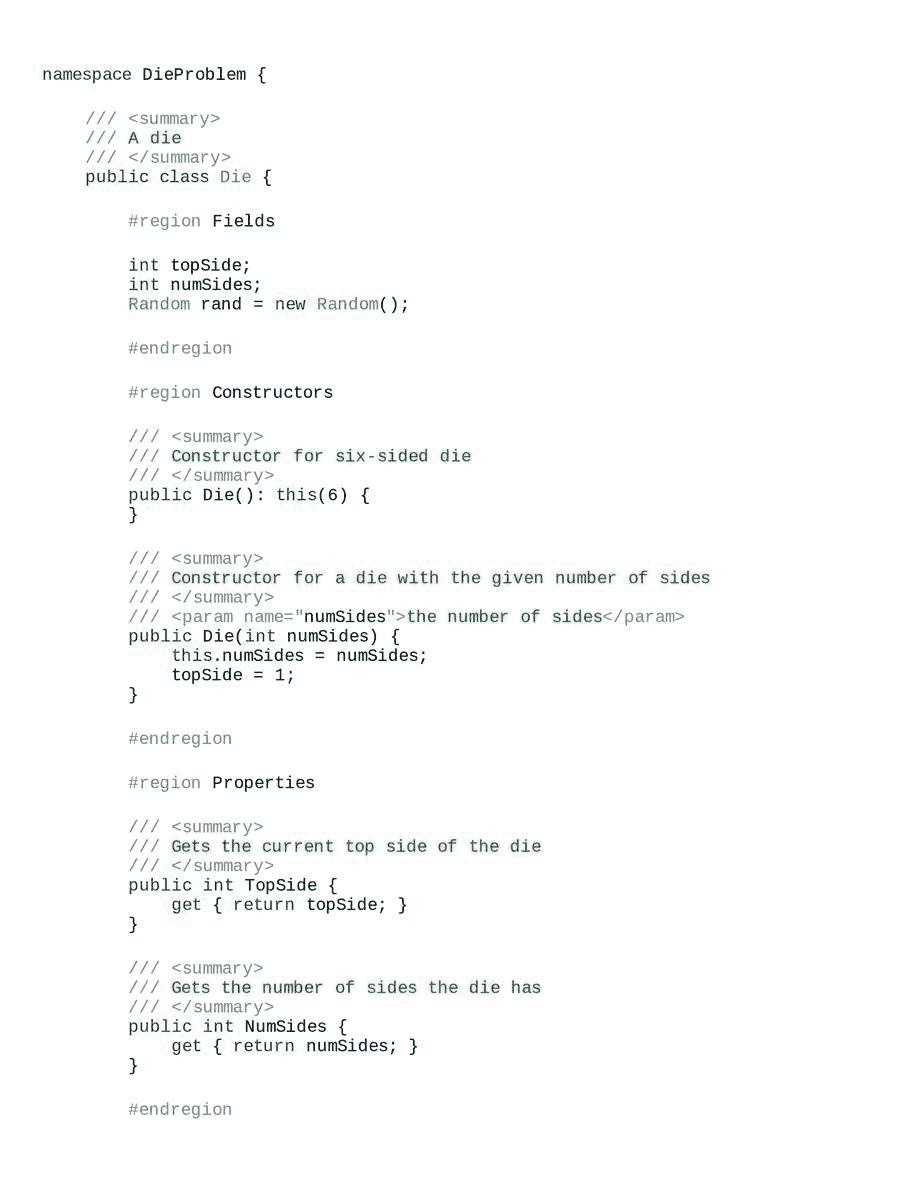 namespace DieProblem {
/// <summary>
/// A die
/// </summary>
public class Die {
#region Fields
int topSide;
int numSides;
Random rand = new Random();
#endregion
#region Constructors
/// <summary>
/// Constructor for six-sided die
/// </summary>
public Die(): this(6) {
}
/// <summary>
/// Constructor for a die with the given number of sides
/// </summary>
/// <param name="numSides">the number of sides</param>
public Die(int numSides) {
this.numSides = numSides;
topSide = 1;
}
#endregion
#region Properties
/// <summary>
/// Gets the current top side of the die
/// </summary>
public int TopSide {
get { return topSide; }
}
/// <summary>
/// Gets the number of sides the die has
/// </summary>
public int NumSides {
get { return numSides; }
}
#endregion